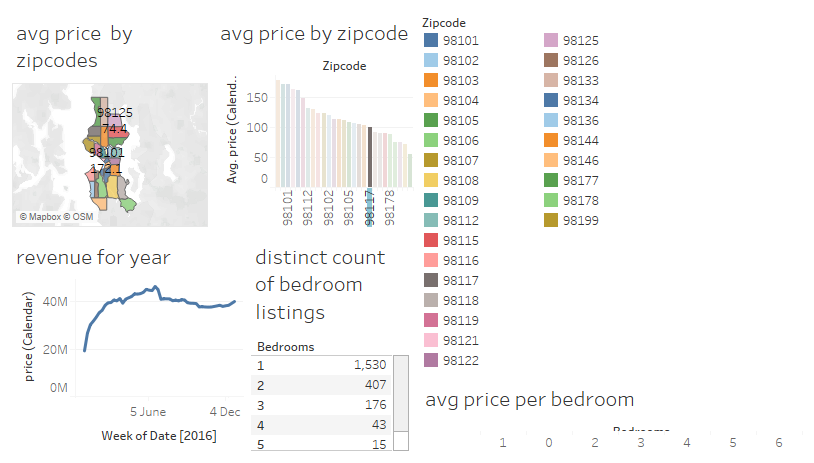 avg price by
zipcodes
98125
74.4
98101
© Mapbox © OSM
avg price by zipcode
Zipcode
Avg. price (Calend..
150
100
50
0
98101
98112
98102
98105
98117
98178
Zipcode
98101
98102
98103
98104
98105
98106
98107
98108
98109
98112
98115
98116
98117
98118
98119
98121
98122
98125
98126
98133
98134
98136
98144
98146
98177
98178
98199
revenue for year
price (Calendar)
40M
20M
0M
5 June
4 Dec
Week of Date [2016]
distinct count
of bedroom
listings
Bedrooms
1 1,530
2 407
3 176
4 43
5 15
avg price per bedroom
Bedrooms
1 0 2 3 4 5 6